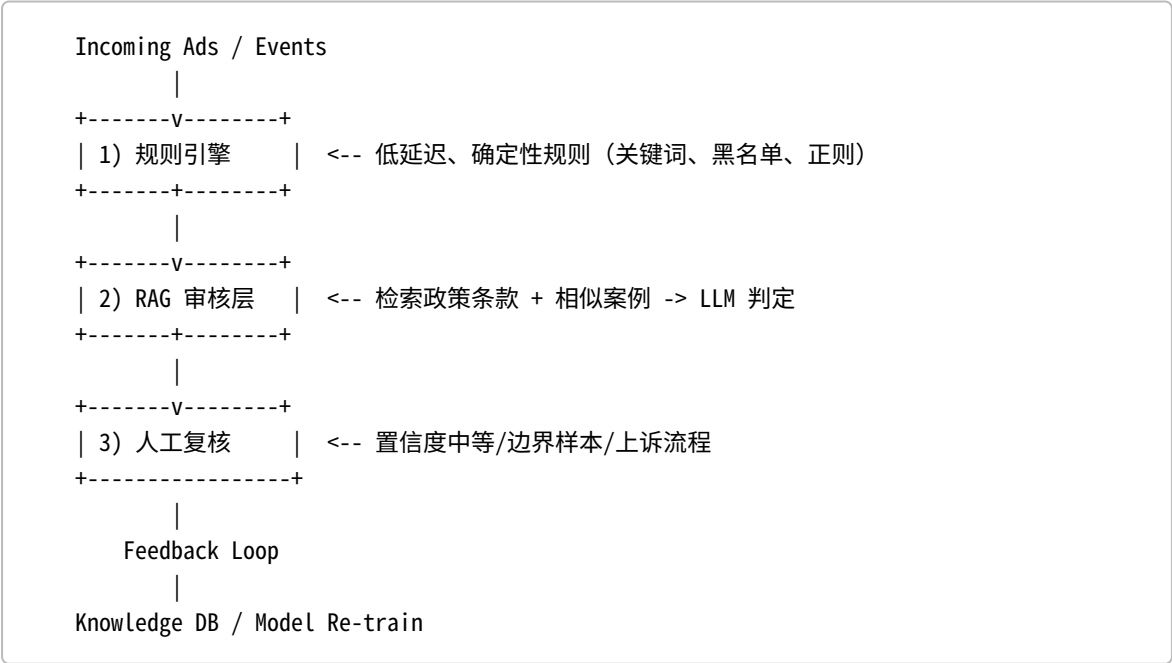 Incoming Ads / Events
|
+-------v--------+
| 1) 规则引擎 | <-- 低延迟、确定性规则（关键词、黑名单、正则）
+-------+--------+
|
+-------v--------+
| 2) RAG 审核层 | <-- 检索政策条款 + 相似案例 -> LLM 判定
+-------+--------+
|
+-------v--------+
| 3) 人工复核 | <-- 置信度中等/边界样本/上诉流程
+-----------------+
|
Feedback Loop
|
Knowledge DB / Model Re-train